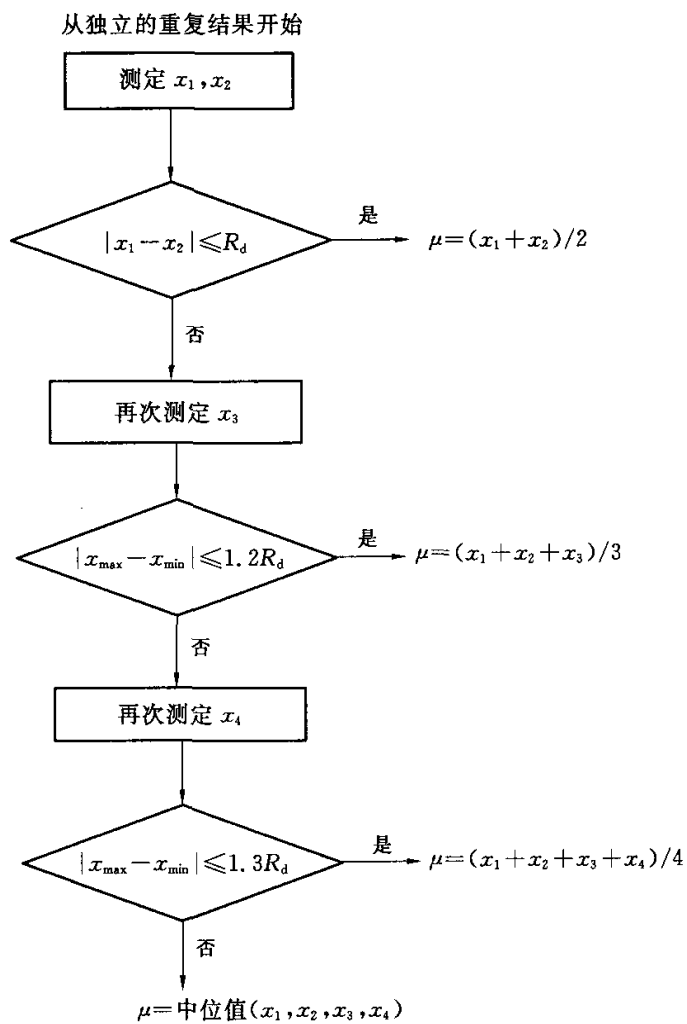 从独立的重复结果开始
测定 x₁,x₂
|x₁−x₂|≤R_d
是
μ=(x₁+x₂)/2
否
再次测定 x₃
|x_max−x_min|≤1.2R_d
是
μ=(x₁+x₂+x₃)/3
否
再次测定 x₄
|x_max−x_min|≤1.3R_d
是
μ=(x₁+x₂+x₃+x₄)/4
否
μ=中位值(x₁,x₂,x₃,x₄)